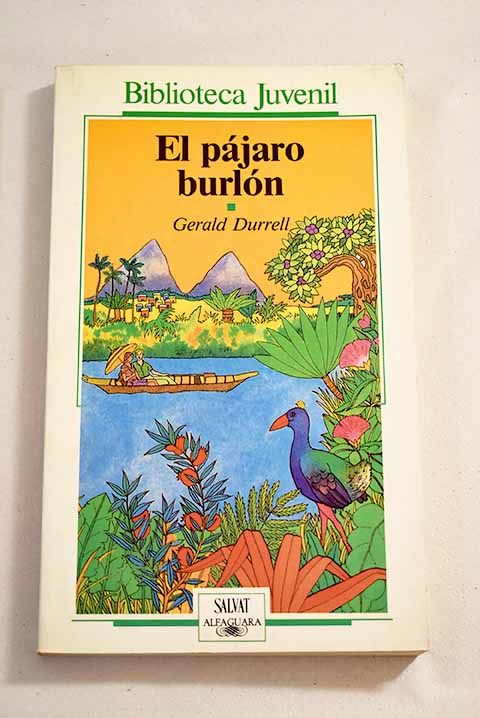 Biblioteca Juvenil
El pájaro
burlón
Gerald Durrell
SALVAT
ALFAGUARA